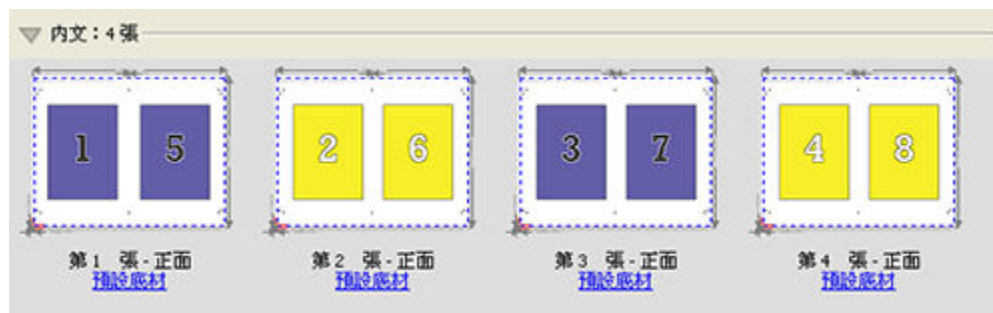 內文：4 張
1 5 2 6 3 7 4 8
第 1 張 - 正面 第 2 張 - 正面 第 3 張 - 正面 第 4 張 - 正面
預設底材 預設底材 預設底材 預設底材